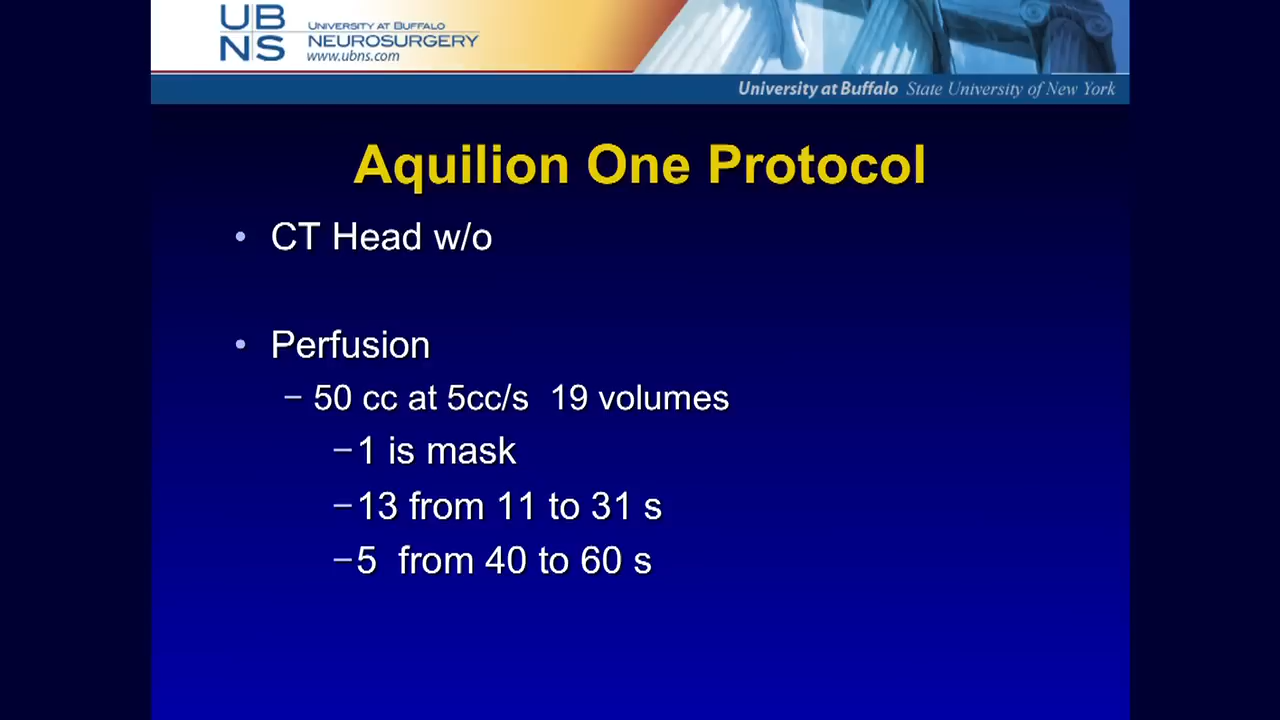 UB
NS
UNIVERSITY AT BUFFALO
NEUROSURGERY
www.ubns.com
University at Buffalo State University of New York
Aquilion One Protocol
• CT Head w/o
• Perfusion
– 50 cc at 5cc/s 19 volumes
–1 is mask
–13 from 11 to 31 s
–5 from 40 to 60 s